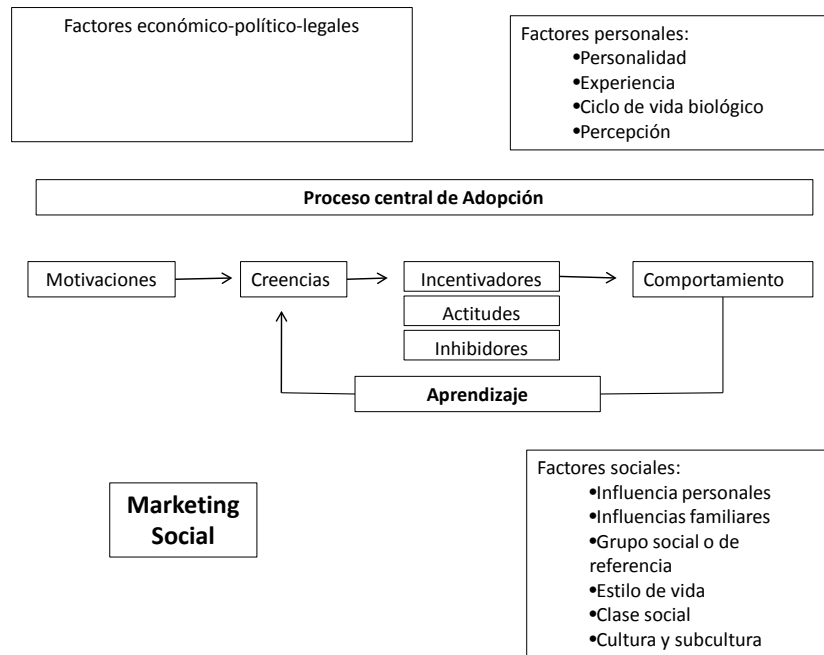 Factores económico-político-legales
Factores personales:
•Personalidad
•Experiencia
•Ciclo de vida biológico
•Percepción
Proceso central de Adopción
Motivaciones
Creencias
Incentivadores
Comportamiento
Actitudes
Inhibidores
Aprendizaje
Marketing
Social
Factores sociales:
•Influencia personales
•Influencias familiares
•Grupo social o de
referencia
•Estilo de vida
•Clase social
•Cultura y subcultura